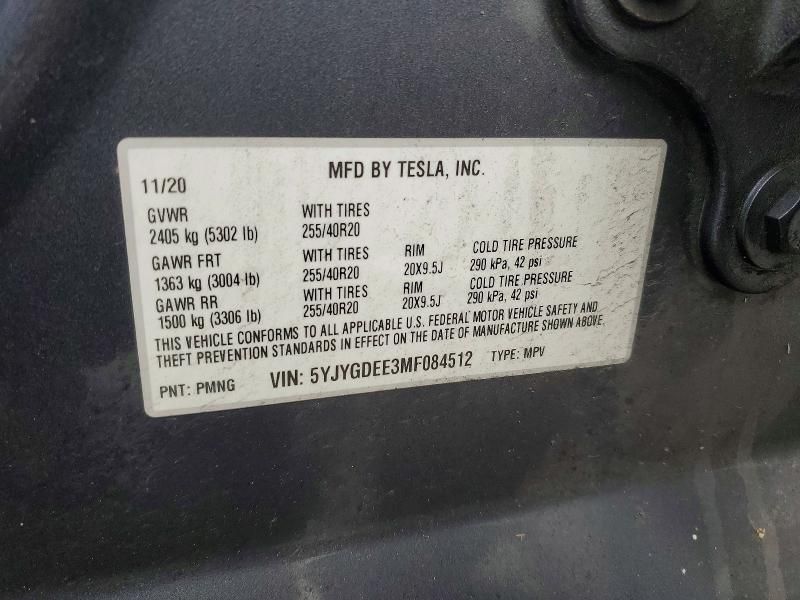 MFD BY TESLA, INC.
11/20
GVWR WITH TIRES
2405 kg (5302 lb) 255/40R20
GAWR FRT WITH TIRES RIM COLD TIRE PRESSURE
1363 kg (3004 lb) 255/40R20 20X9.5J 290 kPa, 42 psi
GAWR RR WITH TIRES RIM COLD TIRE PRESSURE
1500 kg (3306 lb) 255/40R20 20X9.5J 290 kPa, 42 psi
THIS VEHICLE CONFORMS TO ALL APPLICABLE U.S. FEDERAL MOTOR VEHICLE SAFETY AND
THEFT PREVENTION STANDARDS IN EFFECT ON THE DATE OF MANUFACTURE SHOWN ABOVE.
PNT: PMNG VIN: 5YJYGDEE3MF084512 TYPE: MPV